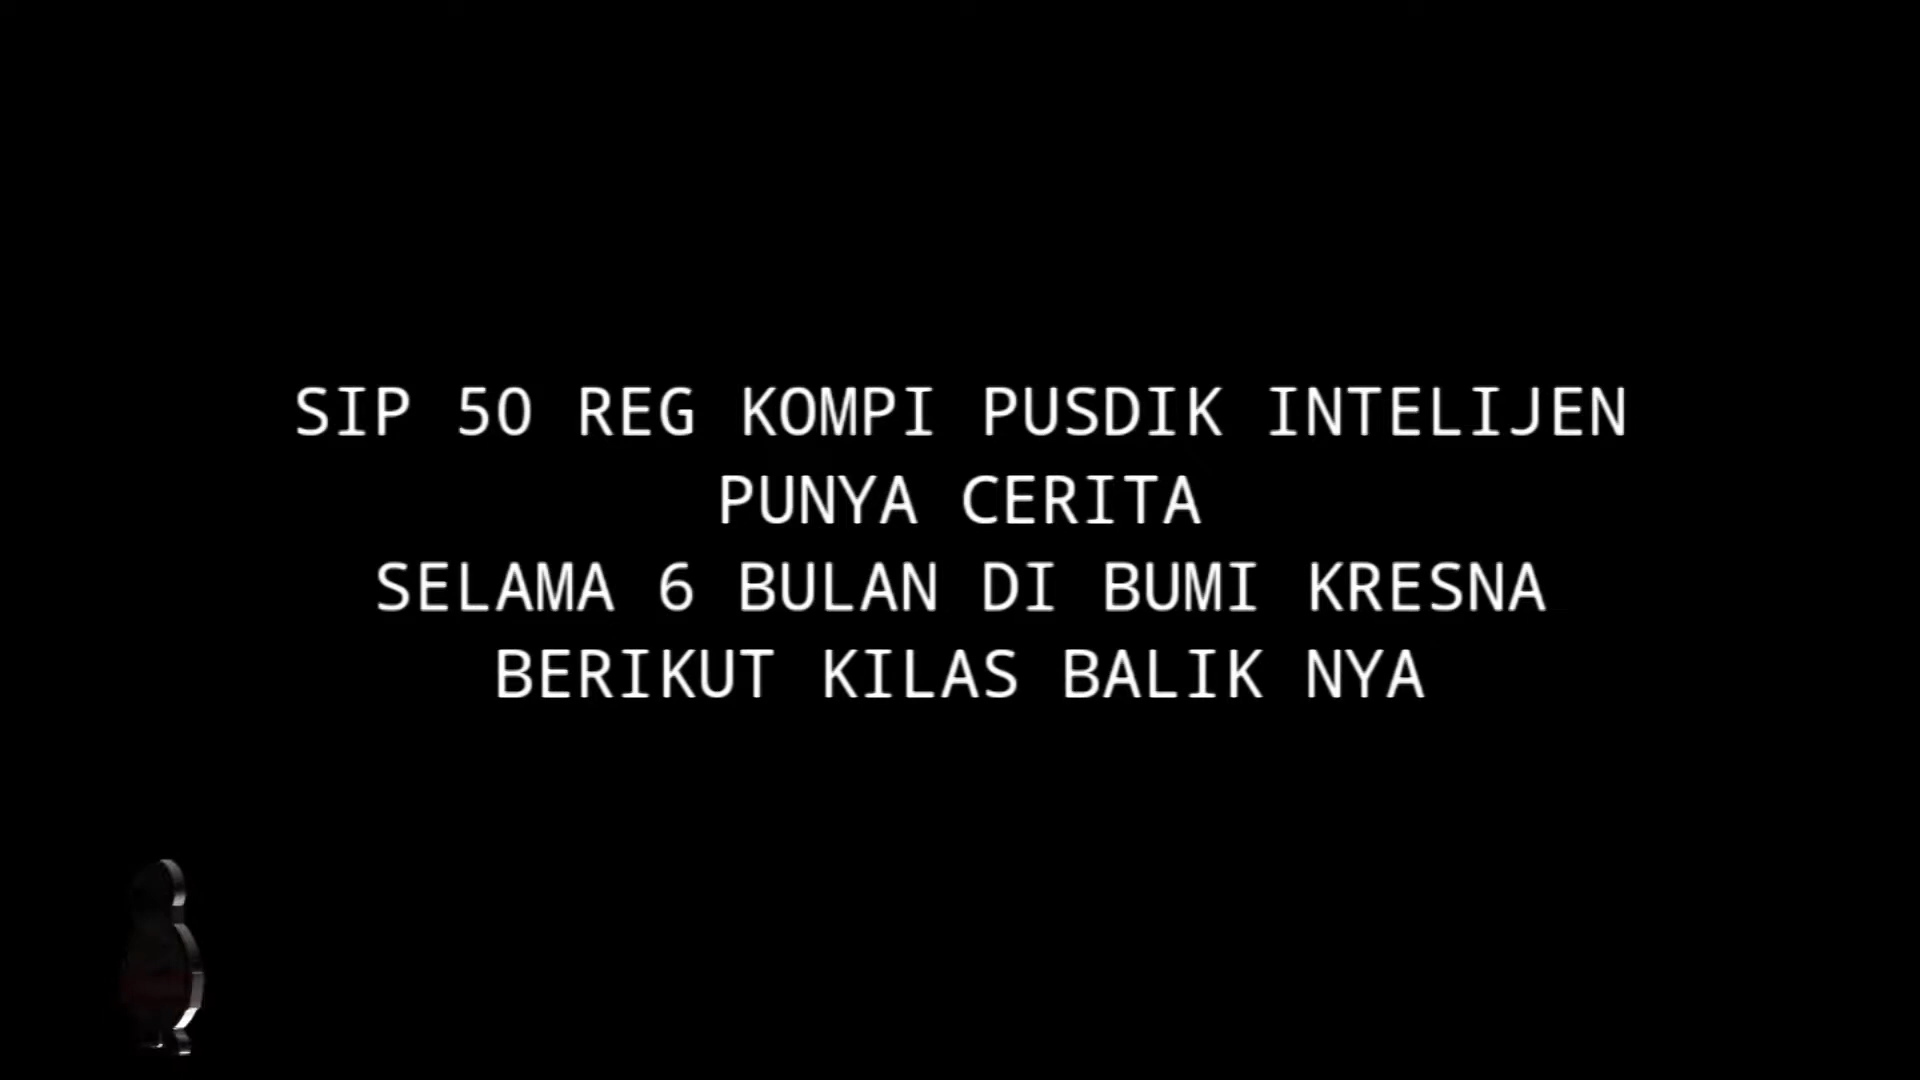 SIP 50 REG KOMPI PUSDIK INTELIJEN
PUNYA CERITA
SELAMA 6 BULAN DI BUMI KRESNA
BERIKUT KILAS BALIK NYA